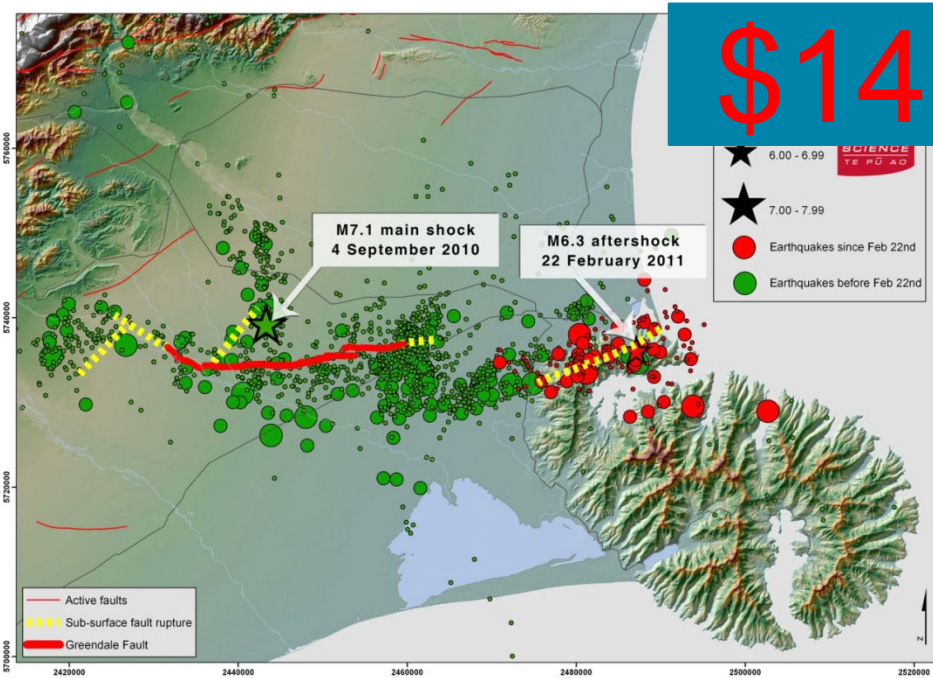 $14
SCIENCE
TE PŪ AO
6.00 - 6.99
7.00 - 7.99
Earthquakes since Feb 22nd
Earthquakes before Feb 22nd
M7.1 main shock
4 September 2010
M6.3 aftershock
22 February 2011
5760000
5740000
5720000
5700000
Active faults
Sub-surface fault rupture
Greendale Fault
N
2420000
2440000
2460000
2480000
2500000
2520000